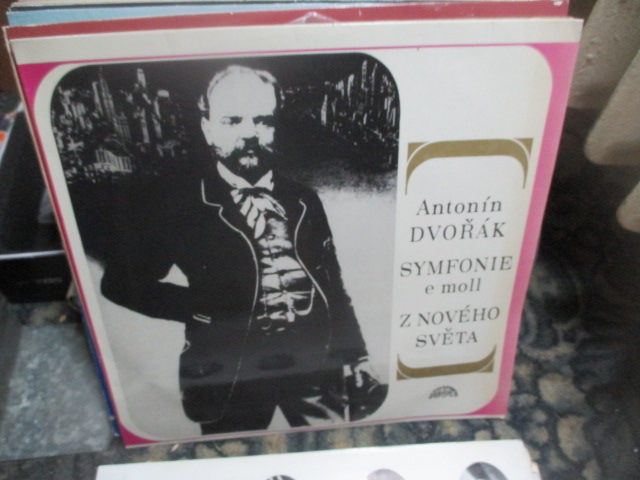 Antonín
DVOŘÁK
SYMFONIE
e moll
Z NOVÉHO
SVĚTA